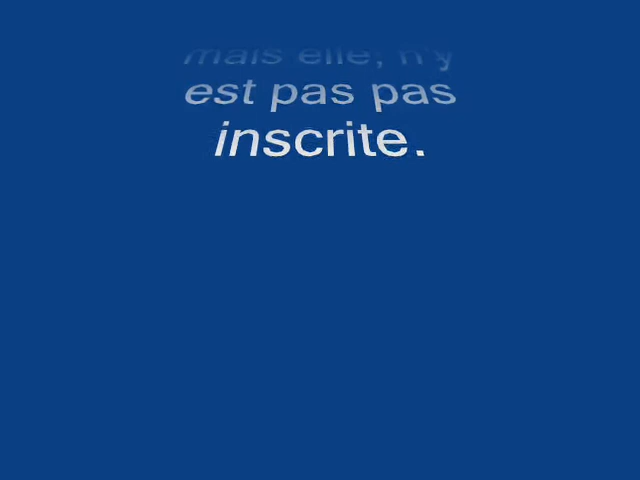 mais elle, n'y
est pas pas
inscrite.